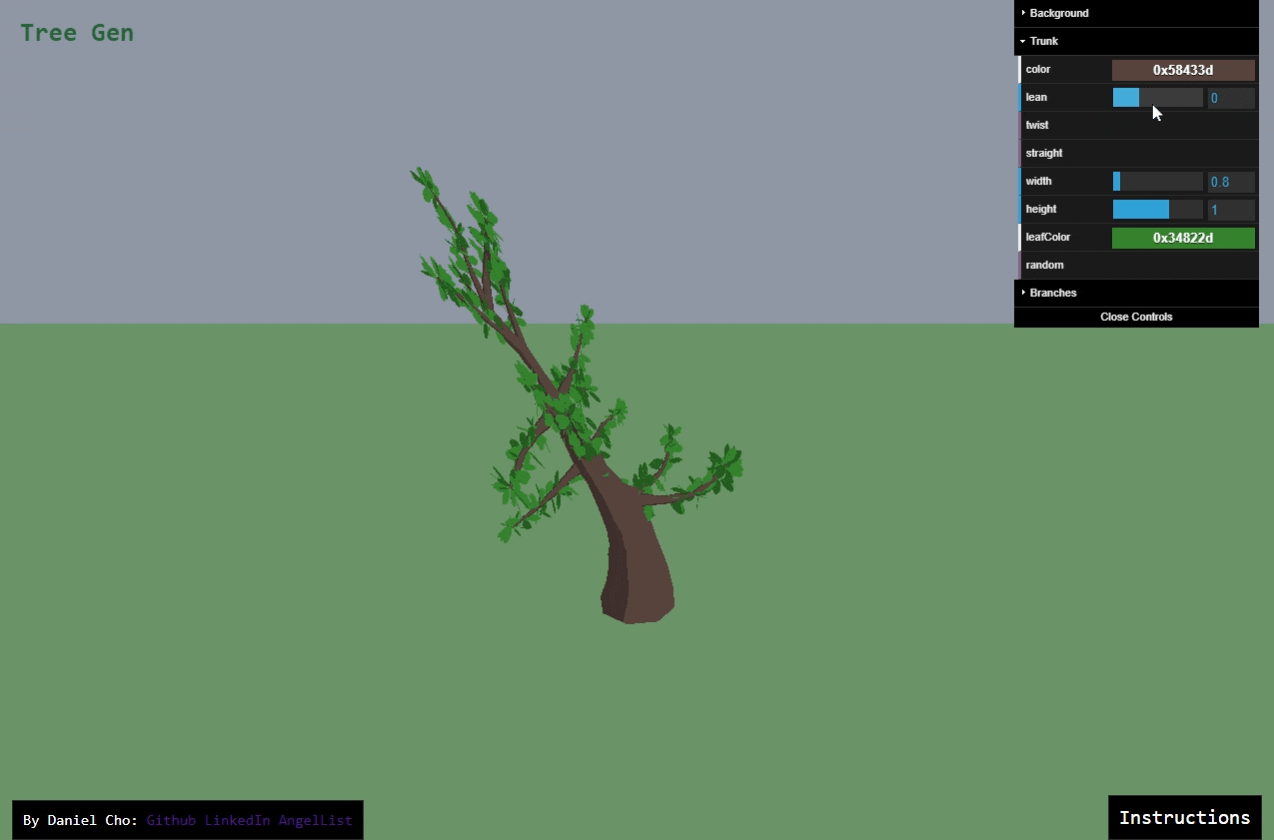 Tree Gen
Background
Trunk
color 0x58433d
lean 0
twist
straight
width 0.8
height 1
leafColor 0x34822d
random
Branches
Close Controls
By Daniel Cho: Github LinkedIn AngelList
Instructions